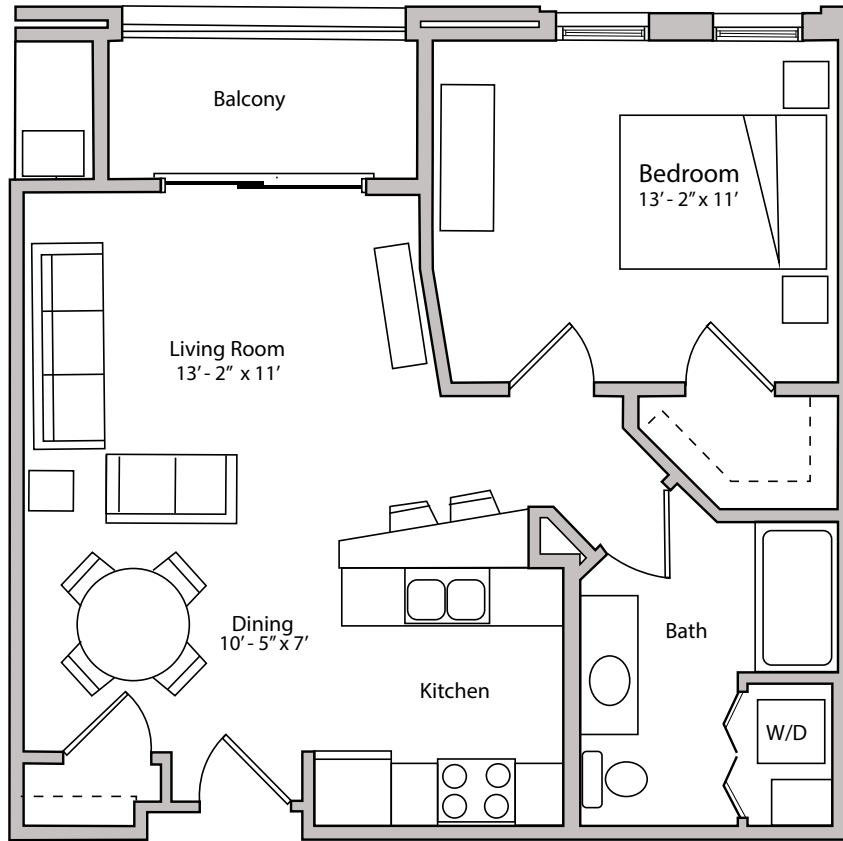 Balcony
Bedroom
13' - 2" x 11'
Living Room
13' - 2" x 11'
Dining
10' - 5" x 7'
Bath
Kitchen
W/D